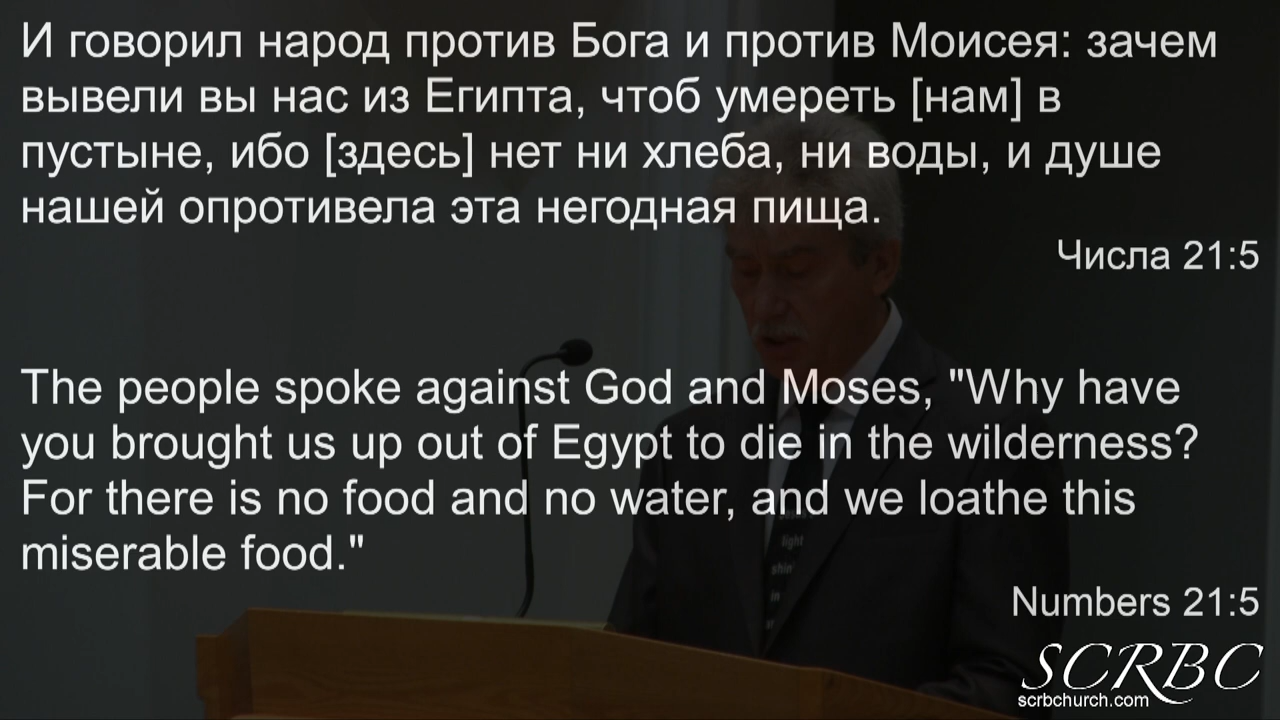 И говорил народ против Бога и против Моисея: зачем
вывели вы нас из Египта, чтоб умереть [нам] в
пустыне, ибо [здесь] нет ни хлеба, ни воды, и душе
нашей опротивела эта негодная пища.
Числа 21:5
The people spoke against God and Moses, "Why have
you brought us up out of Egypt to die in the wilderness?
For there is no food and no water, and we loathe this
miserable food."
light
shin'
in
Numbers 21:5
SCRBC
scrbchurch.com